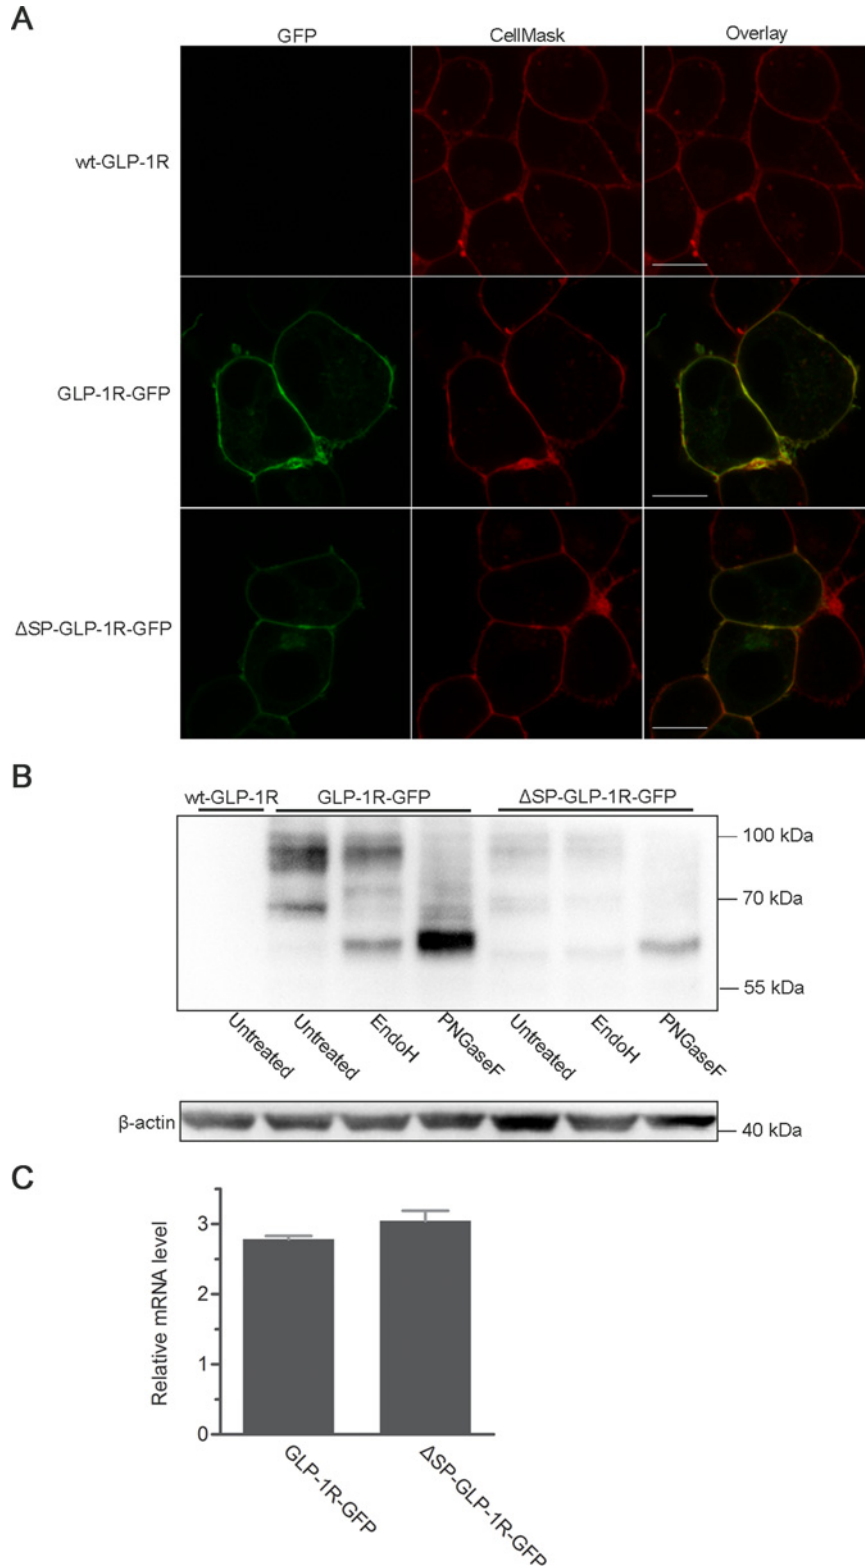 A
GFP CellMask Overlay
wt-GLP-1R
GLP-1R-GFP
ΔSP-GLP-1R-GFP
B
wt-GLP-1R GLP-1R-GFP ΔSP-GLP-1R-GFP
100 kDa
70 kDa
55 kDa
Untreated Untreated EndoH PNGaseF Untreated EndoH PNGaseF
β-actin
40 kDa
C
Relative mRNA level
3
2
1
0
GLP-1R-GFP ΔSP-GLP-1R-GFP